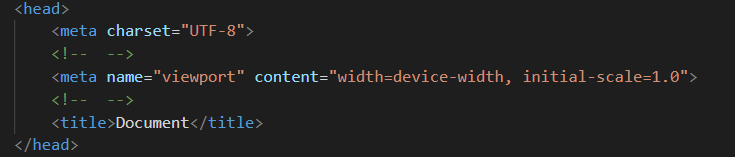 <head>
<meta charset="UTF-8">
<!--  -->
<meta name="viewport" content="width=device-width, initial-scale=1.0">
<!--  -->
<title>Document</title>
</head>